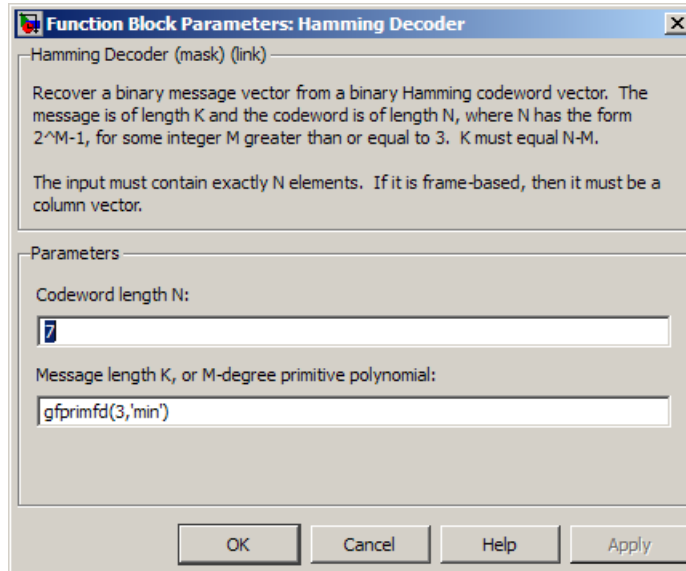 Function Block Parameters: Hamming Decoder
Hamming Decoder (mask) (link)
Recover a binary message vector from a binary Hamming codeword vector. The
message is of length K and the codeword is of length N, where N has the form
2^M-1, for some integer M greater than or equal to 3. K must equal N-M.
The input must contain exactly N elements. If it is frame-based, then it must be a
column vector.
Parameters
Codeword length N:
7
Message length K, or M-degree primitive polynomial:
gfprimfd(3,'min')
OK Cancel Help Apply